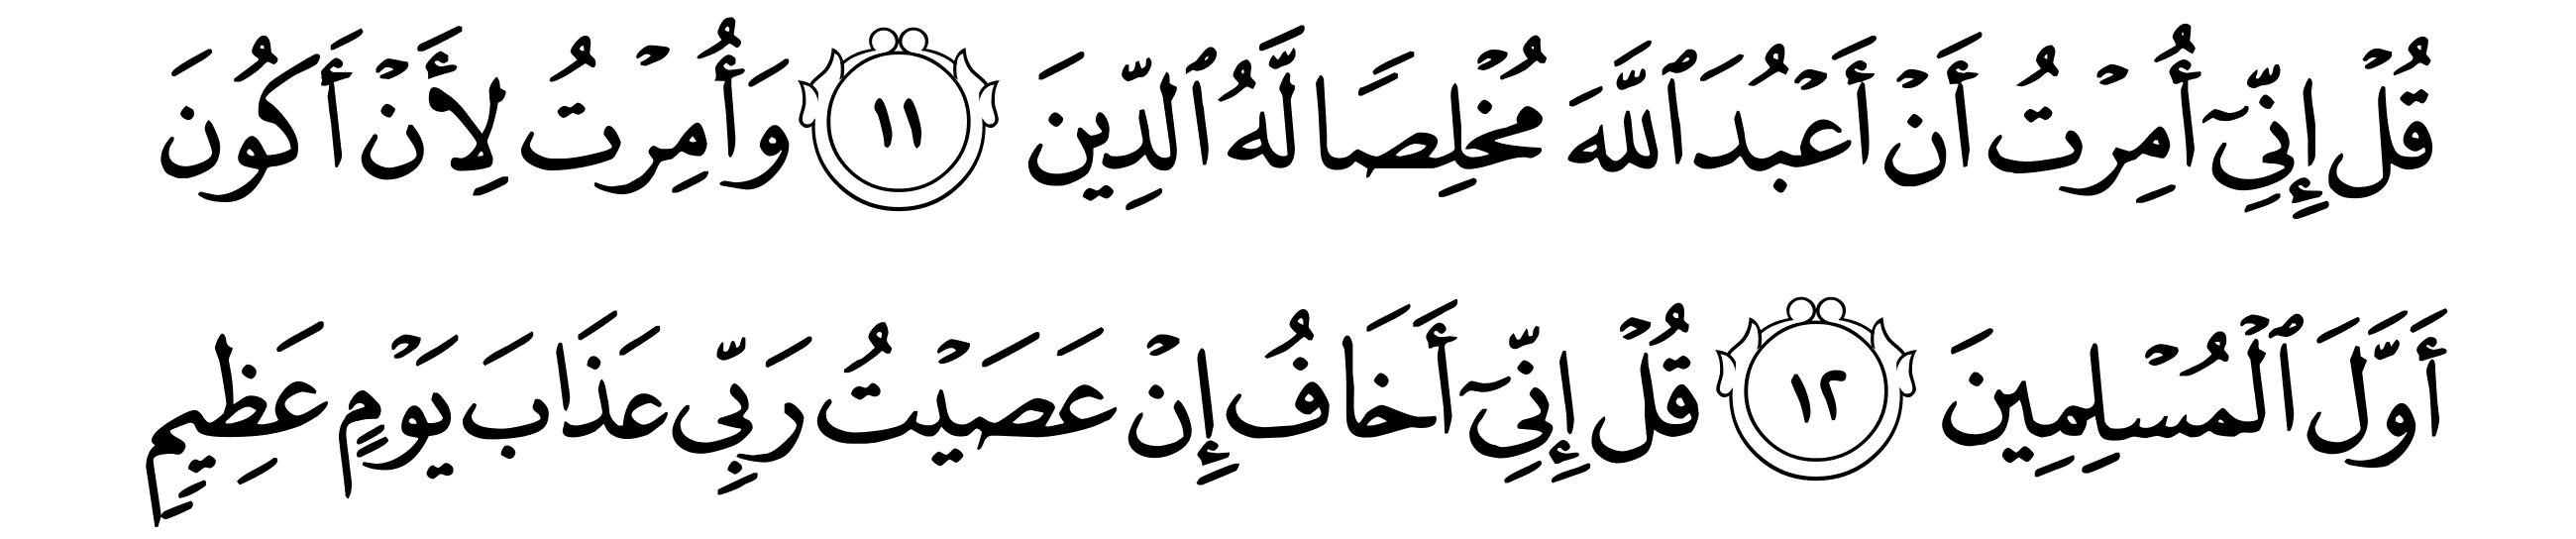 قُلۡ إِنِّيٓ أُمِرۡتُ أَنۡ أَعۡبُدَ ٱللَّهَ مُخۡلِصٗا لَّهُ ٱلدِّينَ ١١ وَأُمِرۡتُ لِأَنۡ أَكُونَ
أَوَّلَ ٱلۡمُسۡلِمِينَ ١٢ قُلۡ إِنِّيٓ أَخَافُ إِنۡ عَصَيۡتُ رَبِّي عَذَابَ يَوۡمٍ عَظِيمٖ